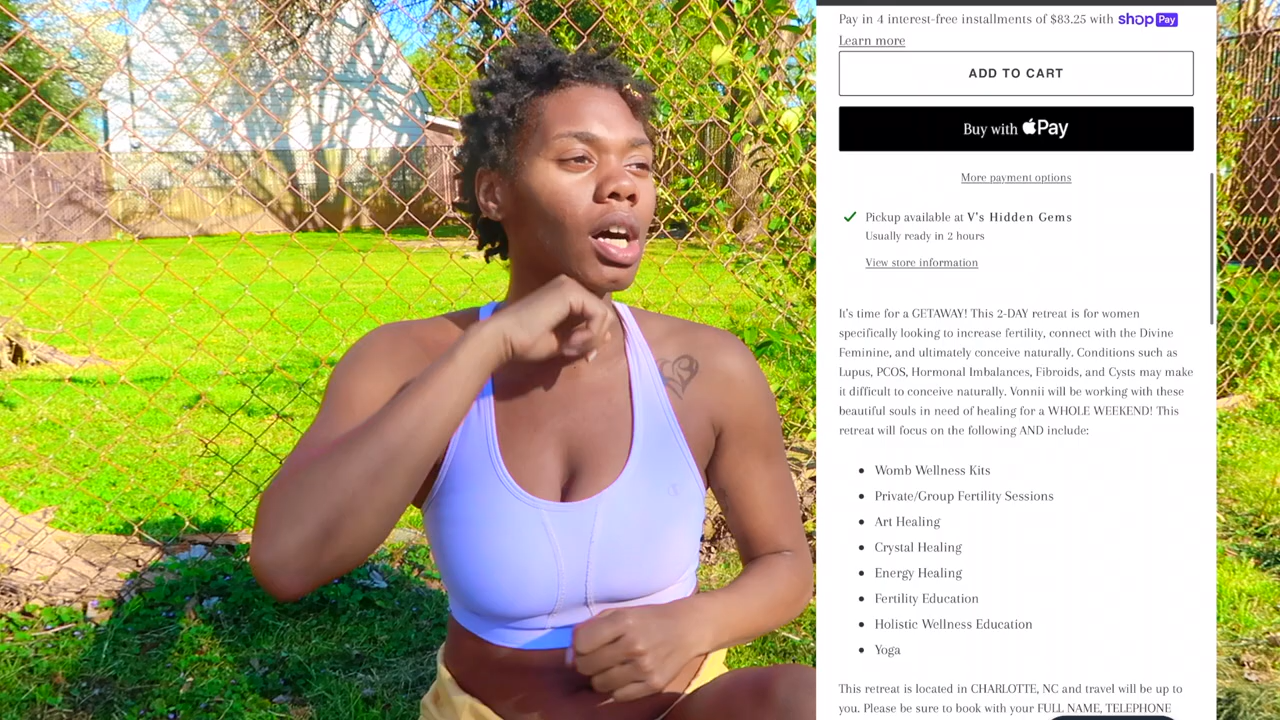 Pay in 4 interest-free installments of $83.25 with shop Pay
Learn more
ADD TO CART
Buy with Pay
More payment options
Pickup available at V's Hidden Gems
Usually ready in 2 hours
View store information
It's time for a GETAWAY! This 2-DAY retreat is for women
specifically looking to increase fertility, connect with the Divine
Feminine, and ultimately conceive naturally. Conditions such as
Lupus, PCOS, Hormonal Imbalances, Fibroids, and Cysts may make
it difficult to conceive naturally. Vonnii will be working with these
beautiful souls in need of healing for a WHOLE WEEKEND! This
retreat will focus on the following AND include:
Womb Wellness Kits
Private/Group Fertility Sessions
Art Healing
Crystal Healing
Energy Healing
Fertility Education
Holistic Wellness Education
Yoga
This retreat is located in CHARLOTTE, NC and travel will be up to
you. Please be sure to book with your FULL NAME, TELEPHONE